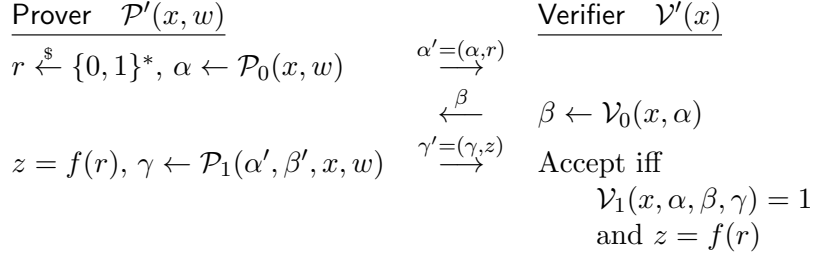 Prover 𝒫′(x, w) Verifier 𝒱′(x)
r $← {0, 1}*, α ← 𝒫₀(x, w) α′=(α,r) ⟶
β ⟵ β ← 𝒱₀(x, α)
z = f(r), γ ← 𝒫₁(α′, β′, x, w) γ′=(γ,z) ⟶ Accept iff
𝒱₁(x, α, β, γ) = 1
and z = f(r)